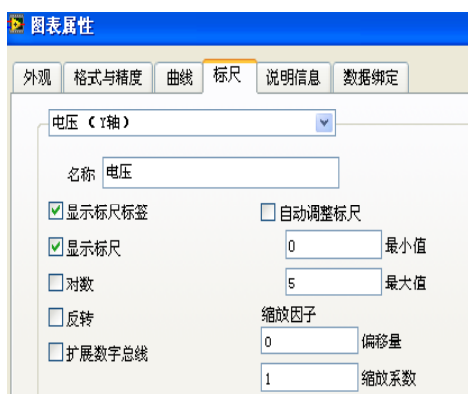 图表属性
外观 格式与精度 曲线 标尺 说明信息 数据绑定
电压 (Y轴)
名称 电压
显示标尺标签 自动调整标尺
显示标尺 0 最小值
对数 5 最大值
反转 缩放因子
扩展数字总线 0 偏移量
1 缩放系数